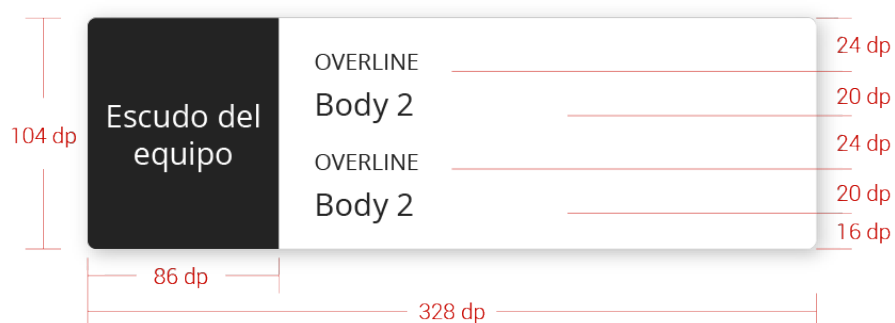 104 dp
Escudo del
equipo
OVERLINE
Body 2
OVERLINE
Body 2
24 dp
20 dp
24 dp
20 dp
16 dp
86 dp
328 dp